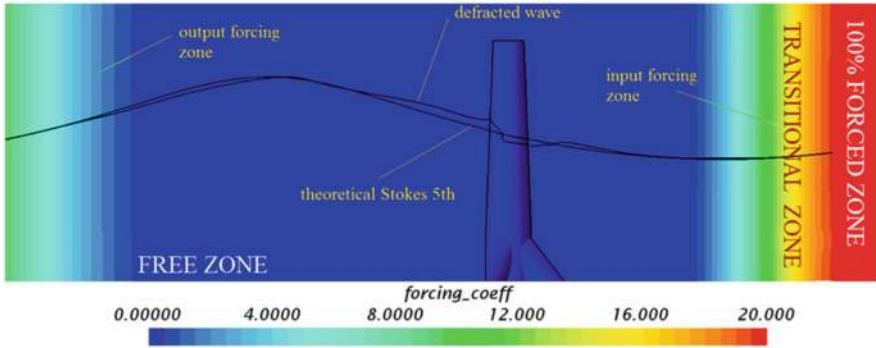 defracted wave
output forcing
zone
input forcing
zone
TRANSITIONAL ZONE
100% FORCED ZONE
theoretical Stokes 5th
FREE ZONE
forcing_coeff
0.00000 4.0000 8.0000 12.000 16.000 20.000